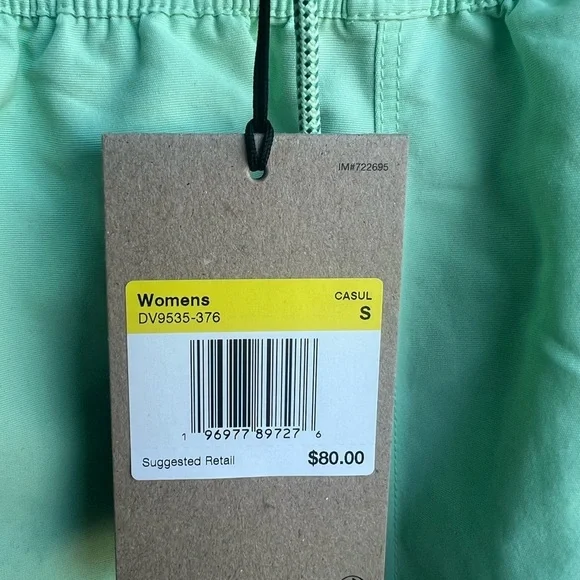 IM#722695
Womens CASUL
DV9535-376 S
1 96977 89727 6
Suggested Retail $80.00